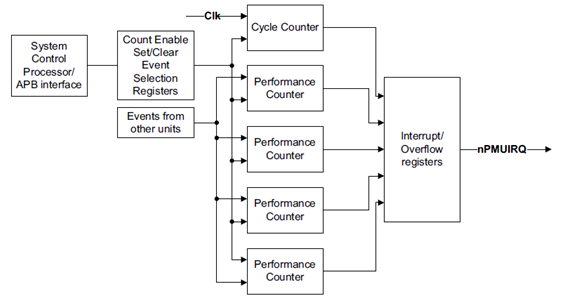 Clk
Cycle Counter
System
Control
Processor/
APB interface
Count Enable
Set/Clear
Event
Selection
Registers
Events from
other units
Performance
Counter
Performance
Counter
Performance
Counter
Performance
Counter
Interrupt/
Overflow
registers
nPMUIRQ